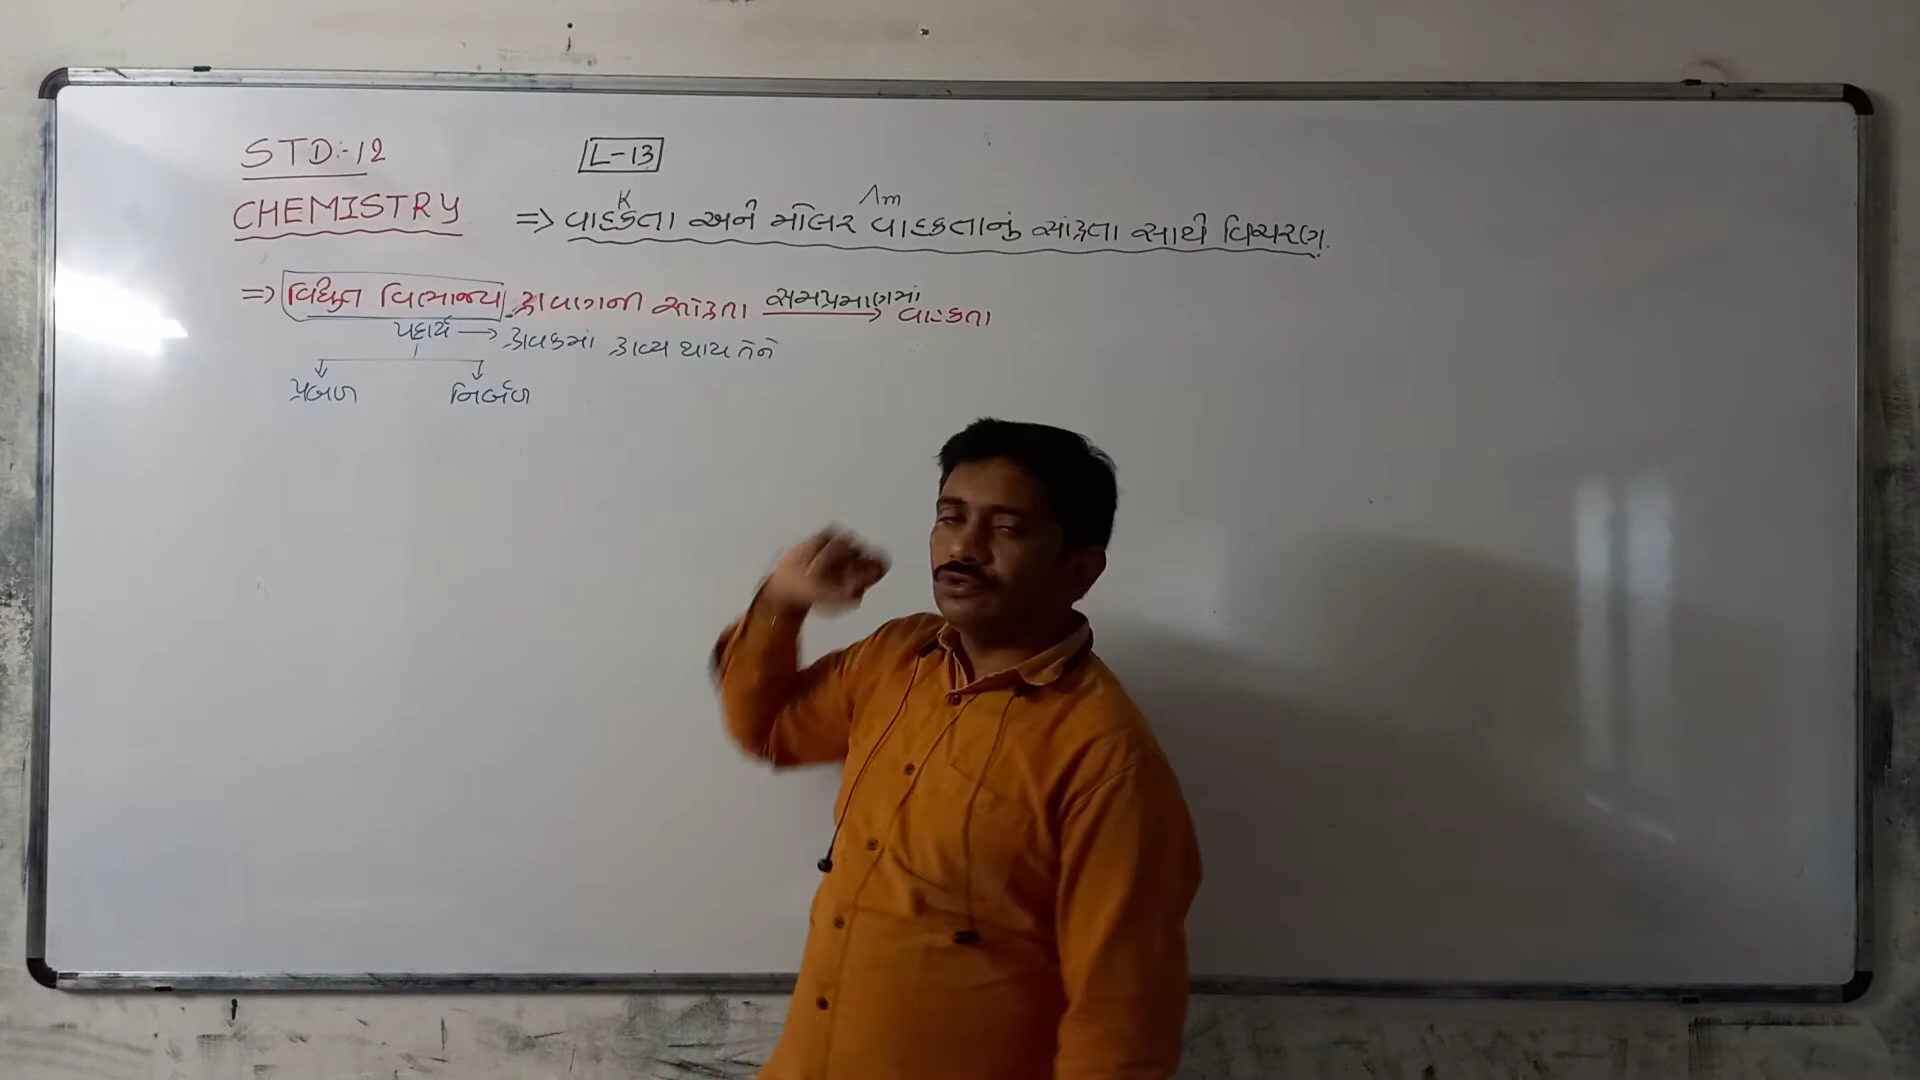 STD:-12
L-13
CHEMISTRY
K Λm
⇒ વાહકતા અને મોલર વાહકતાનું સાંદ્રતા સાથે વિચરણ.
⇒ વિદ્યુત વિભાજ્ય દ્રાવણની સાંદ્રતા સમપ્રમાણમાં → વાહકતા
પદાર્થ → દ્રાવકમાં દ્રાવ્ય થાય તેને
પ્રબળ નિર્બળ